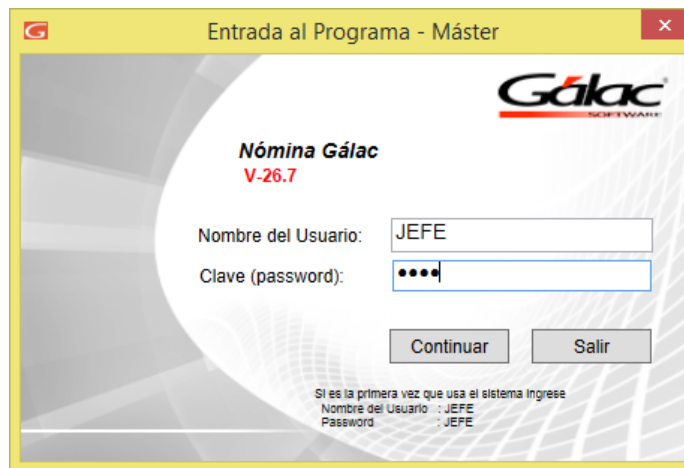 G
Entrada al Programa - Máster
×
Gálac
SOFTWARE
Nómina Gálac
V-26.7
Nombre del Usuario: JEFE
Clave (password): ••••
Continuar Salir
Si es la primera vez que usa el sistema ingrese
Nombre del Usuario : JEFE
Password : JEFE